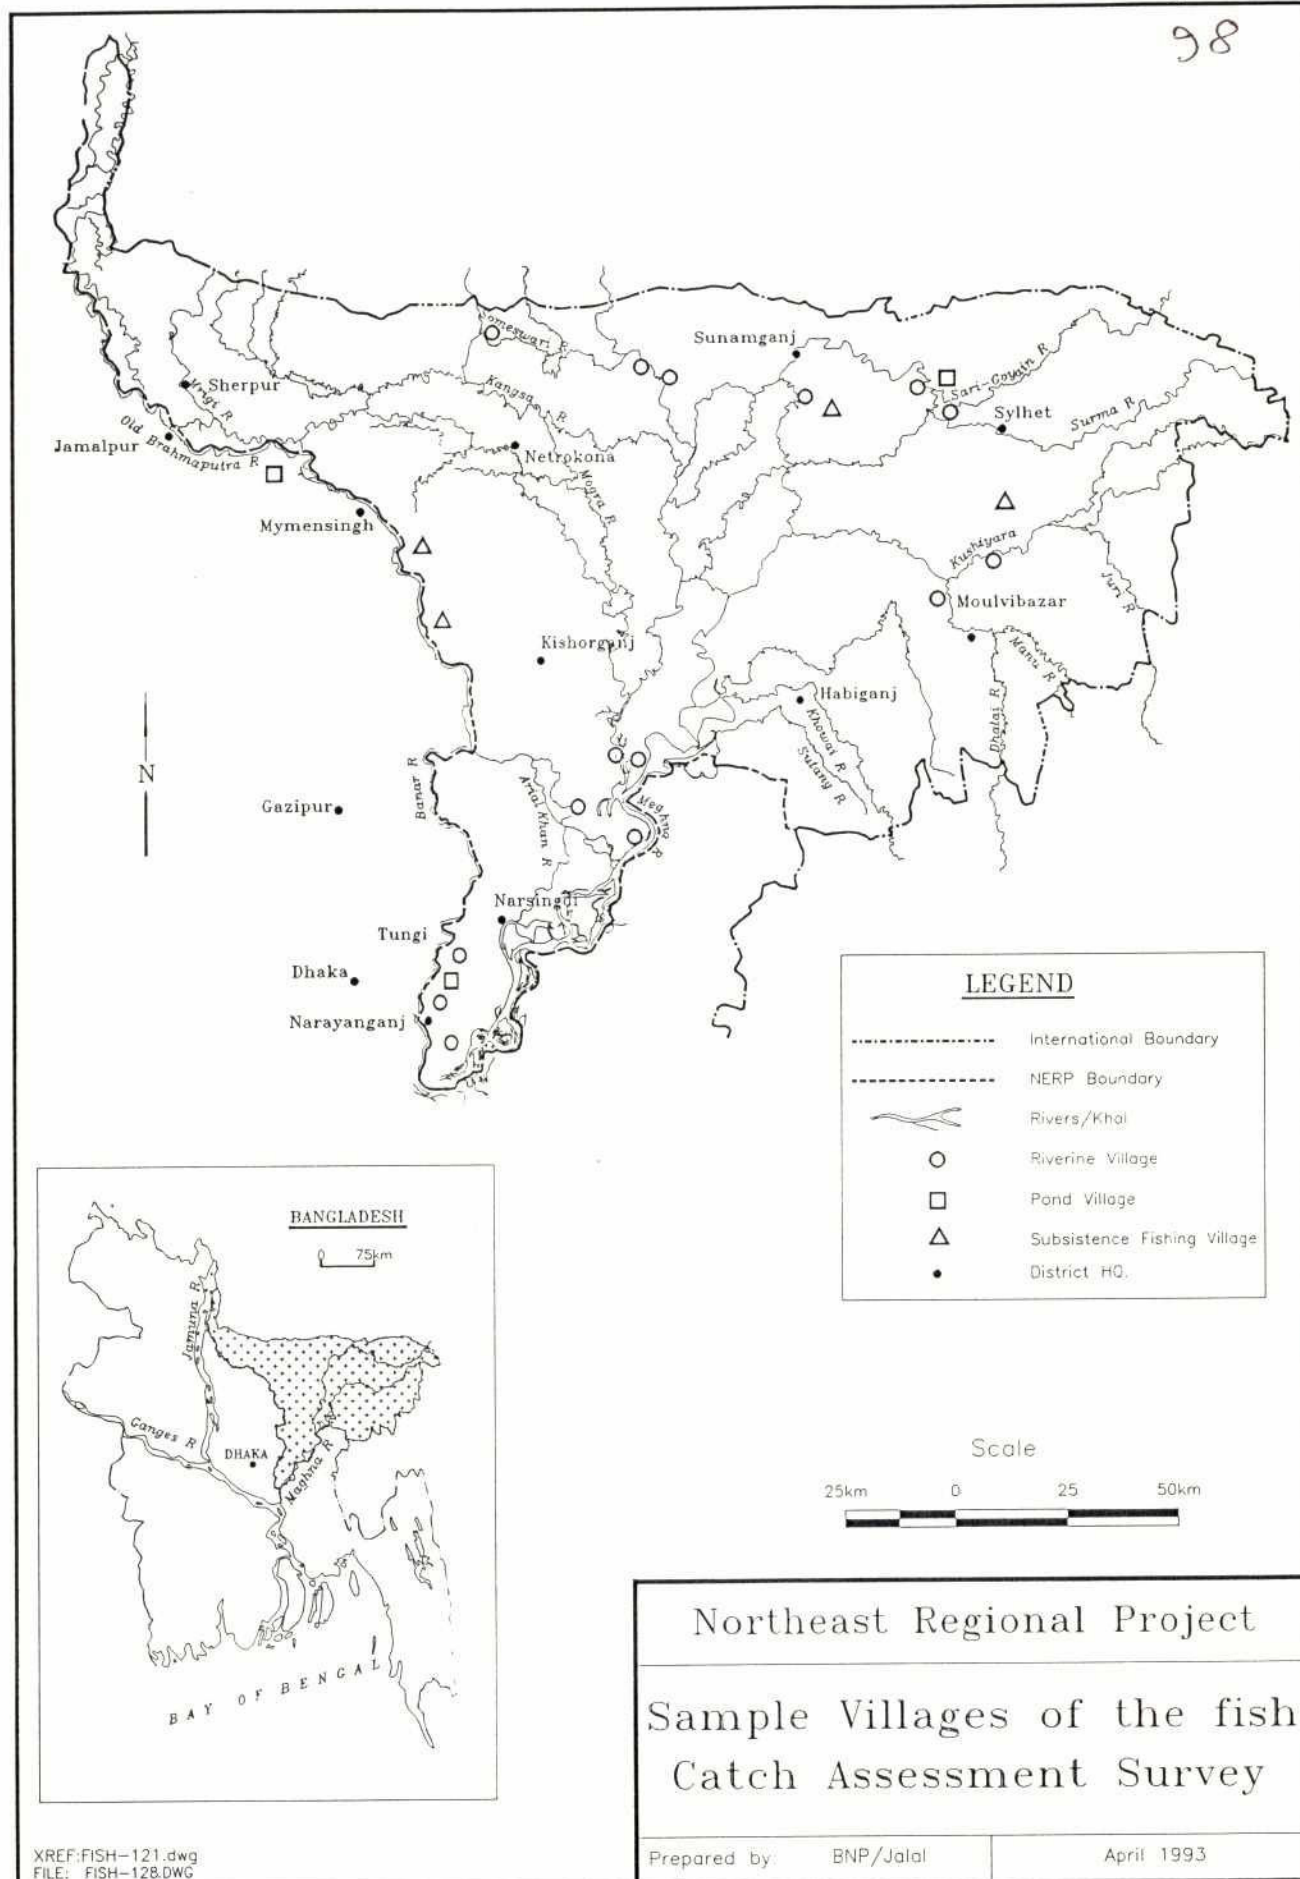 98
Someswari R
Sunamganj
Sari-Goyain R
Sherpur
Mrigi R
Kangsa R
Sylhet
Surma R
Old Brahmaputra R
Jamalpur
Netrokona
Mogra R
Mymensingh
Kushiyara
Juri R
Moulvibazar
Kishorganj
Manu R
Habiganj
Khowai R
Dhalai R
Sutang R
N
Banar R
Arial Khan R
Meghna R
Gazipur
Narsingdi
Tungi
Dhaka
Narayanganj
LEGEND
International Boundary
NERP Boundary
Rivers/Khal
Riverine Village
Pond Village
Subsistence Fishing Village
District HQ.
BANGLADESH
0 75km
Jamuna R
Ganges R
DHAKA
Maghna R
BAY OF BENGAL
Scale
25km 0 25 50km
Northeast Regional Project
Sample Villages of the fish
Catch Assessment Survey
Prepared by: BNP/Jalal April 1993
XREF:FISH-121.dwg
FILE: FISH-128.DWG